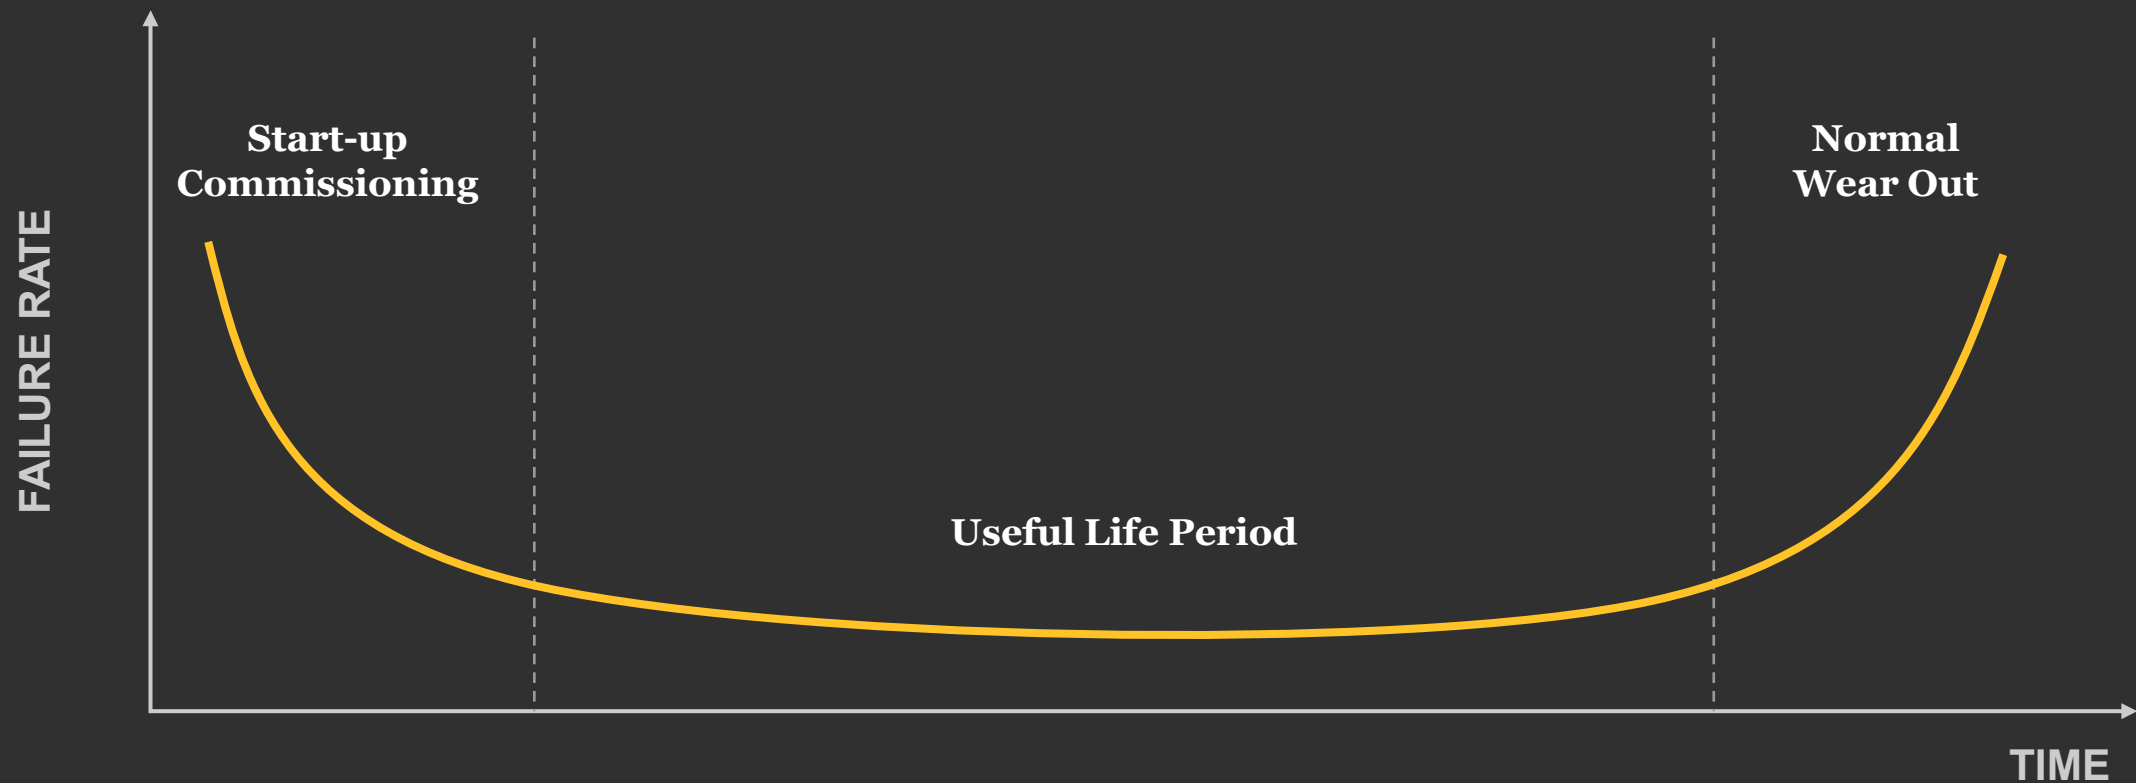 Start-up
Commissioning
Normal
Wear Out
FAILURE RATE
Useful Life Period
TIME